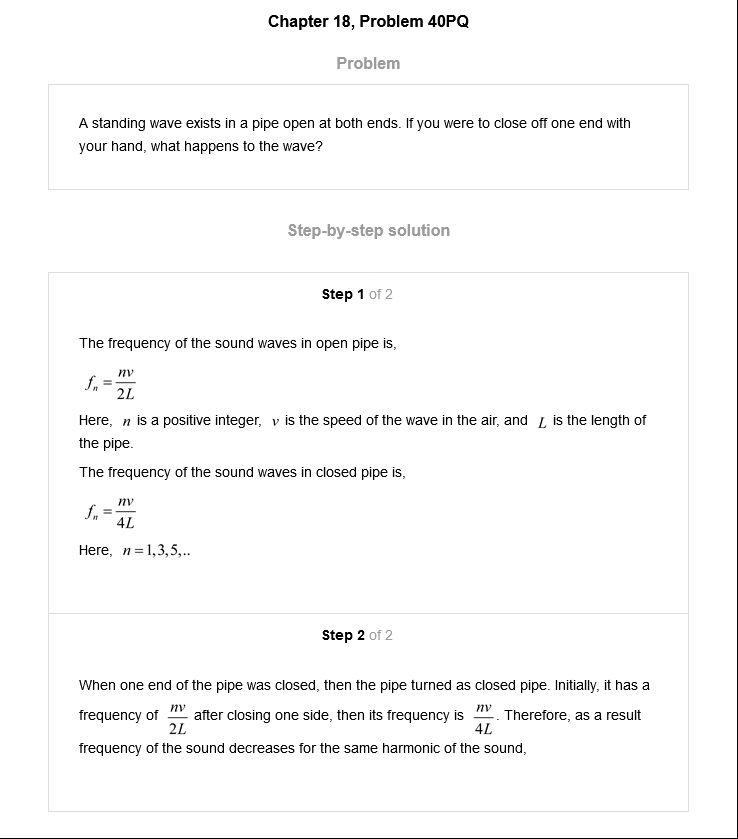 Chapter 18, Problem 40PQ
Problem
A standing wave exists in a pipe open at both ends. If you were to close off one end with
your hand, what happens to the wave?
Step-by-step solution
Step 1 of 2
The frequency of the sound waves in open pipe is,
fₙ = nv/2L
Here, n is a positive integer, v is the speed of the wave in the air, and L is the length of
the pipe.
The frequency of the sound waves in closed pipe is,
fₙ = nv/4L
Here, n = 1,3,5,..
Step 2 of 2
When one end of the pipe was closed, then the pipe turned as closed pipe. Initially, it has a
frequency of nv/2L after closing one side, then its frequency is nv/4L. Therefore, as a result
frequency of the sound decreases for the same harmonic of the sound,